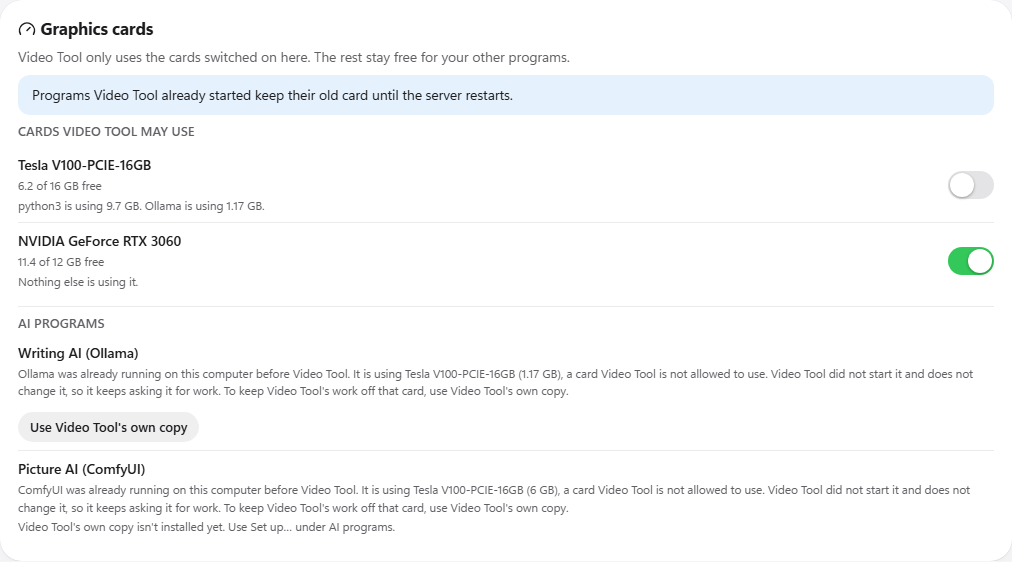 Graphics cards
Video Tool only uses the cards switched on here. The rest stay free for your other programs.
Programs Video Tool already started keep their old card until the server restarts.
CARDS VIDEO TOOL MAY USE
Tesla V100-PCIE-16GB
6.2 of 16 GB free
python3 is using 9.7 GB. Ollama is using 1.17 GB.
NVIDIA GeForce RTX 3060
11.4 of 12 GB free
Nothing else is using it.
AI PROGRAMS
Writing AI (Ollama)
Ollama was already running on this computer before Video Tool. It is using Tesla V100-PCIE-16GB (1.17 GB), a card Video Tool is not allowed to use. Video Tool did not start it and does not
change it, so it keeps asking it for work. To keep Video Tool's work off that card, use Video Tool's own copy.
Use Video Tool's own copy
Picture AI (ComfyUI)
ComfyUI was already running on this computer before Video Tool. It is using Tesla V100-PCIE-16GB (6 GB), a card Video Tool is not allowed to use. Video Tool did not start it and does not
change it, so it keeps asking it for work. To keep Video Tool's work off that card, use Video Tool's own copy.
Video Tool's own copy isn't installed yet. Use Set up... under AI programs.